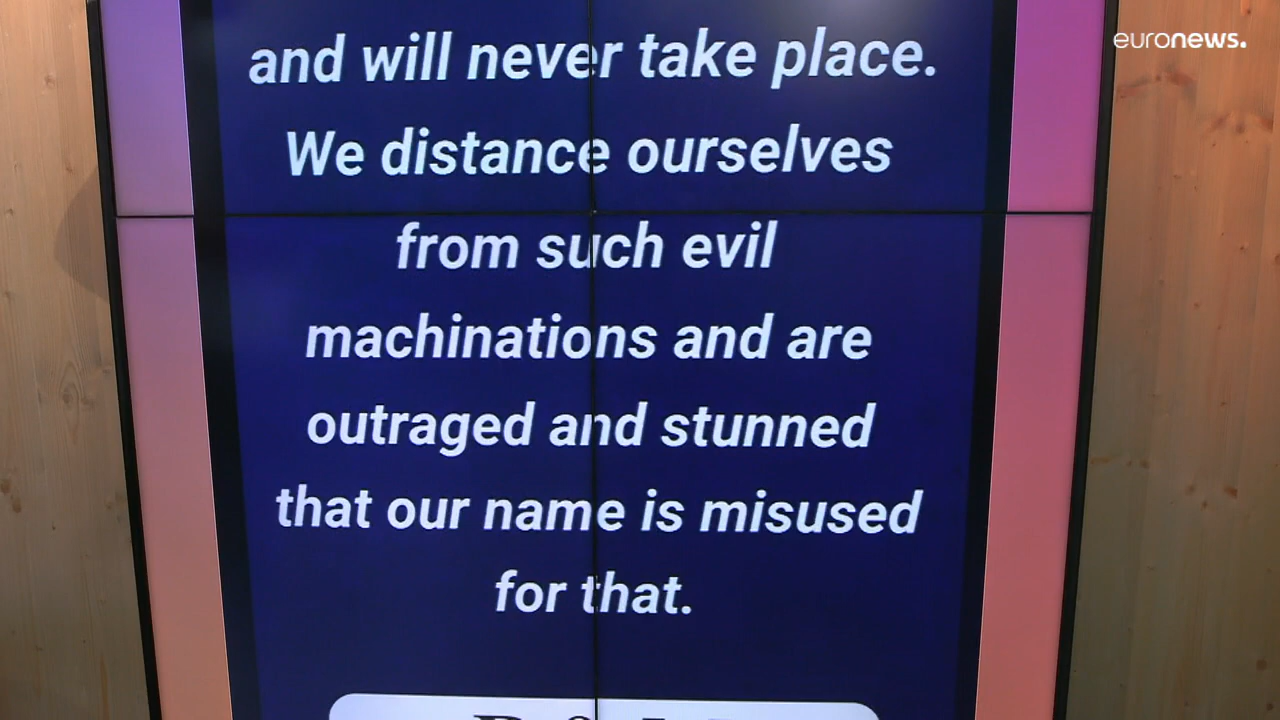 euronews.
and will never take place.
We distance ourselves
from such evil
machinations and are
outraged and stunned
that our name is misused
for that.